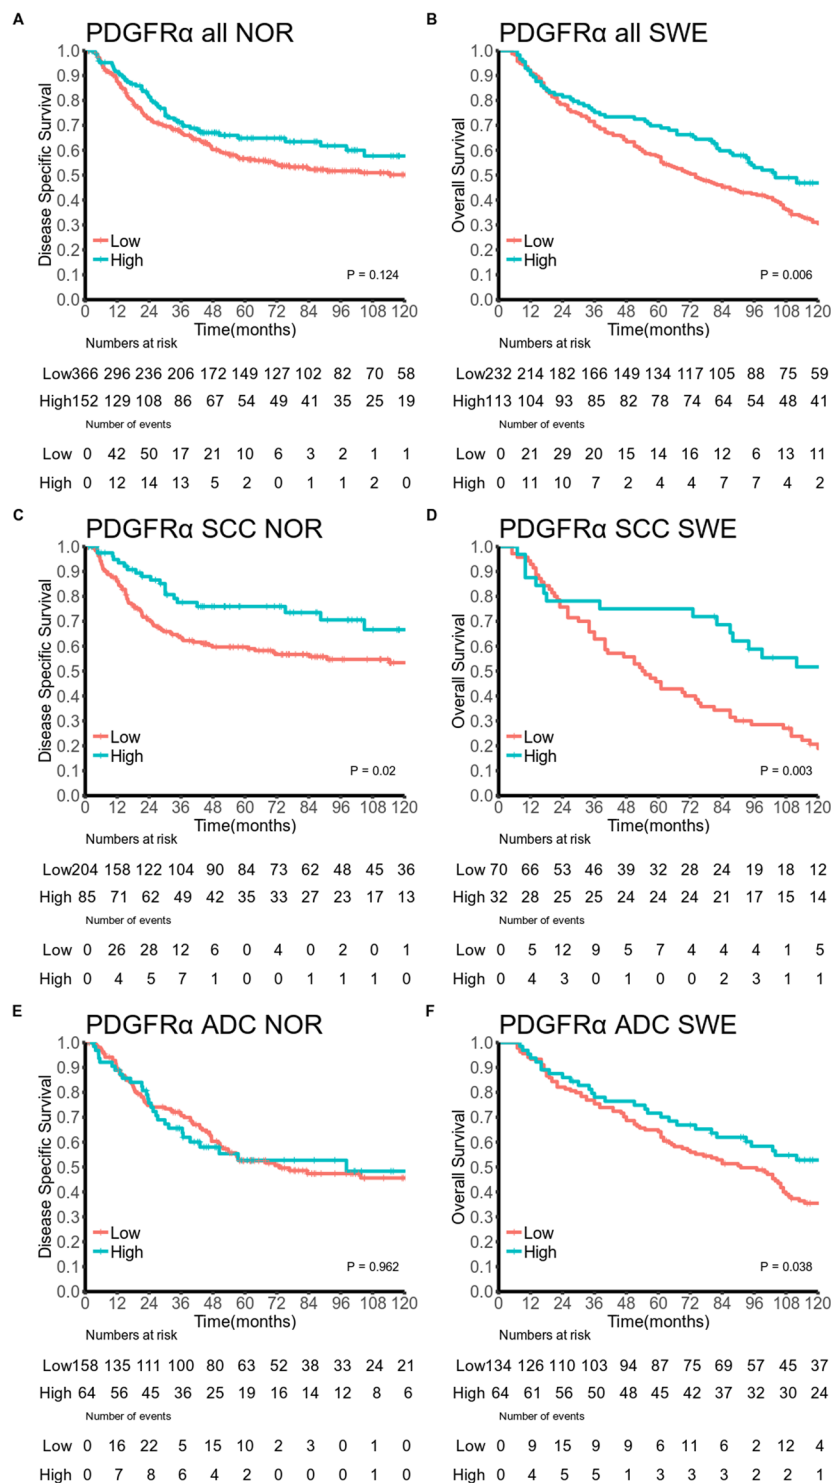 A
PDGFRα all NOR
Disease Specific Survival
1.0
0.9
0.8
0.7
0.6
0.5
0.4
0.3
0.2
0.1
0.0
Low
High
P = 0.124
0 12 24 36 48 60 72 84 96 108 120
Time(months)
Numbers at risk
Low 366 296 236 206 172 149 127 102 82 70 58
High 152 129 108 86 67 54 49 41 35 25 19
Number of events
Low 0 42 50 17 21 10 6 3 2 1 1
High 0 12 14 13 5 2 0 1 1 2 0
B
PDGFRα all SWE
Overall Survival
1.0
0.9
0.8
0.7
0.6
0.5
0.4
0.3
0.2
0.1
0.0
Low
High
P = 0.006
0 12 24 36 48 60 72 84 96 108 120
Time(months)
Numbers at risk
Low 232 214 182 166 149 134 117 105 88 75 59
High 113 104 93 85 82 78 74 64 54 48 41
Number of events
Low 0 21 29 20 15 14 16 12 6 13 11
High 0 11 10 7 2 4 4 7 7 4 2
C
PDGFRα SCC NOR
Disease Specific Survival
1.0
0.9
0.8
0.7
0.6
0.5
0.4
0.3
0.2
0.1
0.0
Low
High
P = 0.02
0 12 24 36 48 60 72 84 96 108 120
Time(months)
Numbers at risk
Low 204 158 122 104 90 84 73 62 48 45 36
High 85 71 62 49 42 35 33 27 23 17 13
Number of events
Low 0 26 28 12 6 0 4 0 2 0 1
High 0 4 5 7 1 0 0 1 1 1 0
D
PDGFRα SCC SWE
Overall Survival
1.0
0.9
0.8
0.7
0.6
0.5
0.4
0.3
0.2
0.1
0.0
Low
High
P = 0.003
0 12 24 36 48 60 72 84 96 108 120
Time(months)
Numbers at risk
Low 70 66 53 46 39 32 28 24 19 18 12
High 32 28 25 25 24 24 24 21 17 15 14
Number of events
Low 0 5 12 9 5 7 4 4 4 1 5
High 0 4 3 0 1 0 0 2 3 1 1
E
PDGFRα ADC NOR
Disease Specific Survival
1.0
0.9
0.8
0.7
0.6
0.5
0.4
0.3
0.2
0.1
0.0
Low
High
P = 0.962
0 12 24 36 48 60 72 84 96 108 120
Time(months)
Numbers at risk
Low 158 135 111 100 80 63 52 38 33 24 21
High 64 56 45 36 25 19 16 14 12 8 6
Number of events
Low 0 16 22 5 15 10 2 3 0 1 0
High 0 7 8 6 4 2 0 0 0 1 0
F
PDGFRα ADC SWE
Overall Survival
1.0
0.9
0.8
0.7
0.6
0.5
0.4
0.3
0.2
0.1
0.0
Low
High
P = 0.038
0 12 24 36 48 60 72 84 96 108 120
Time(months)
Numbers at risk
Low 134 126 110 103 94 87 75 69 57 45 37
High 64 61 56 50 48 45 42 37 32 30 24
Number of events
Low 0 9 15 9 9 6 11 6 2 12 4
High 0 4 5 5 1 3 3 3 2 2 1